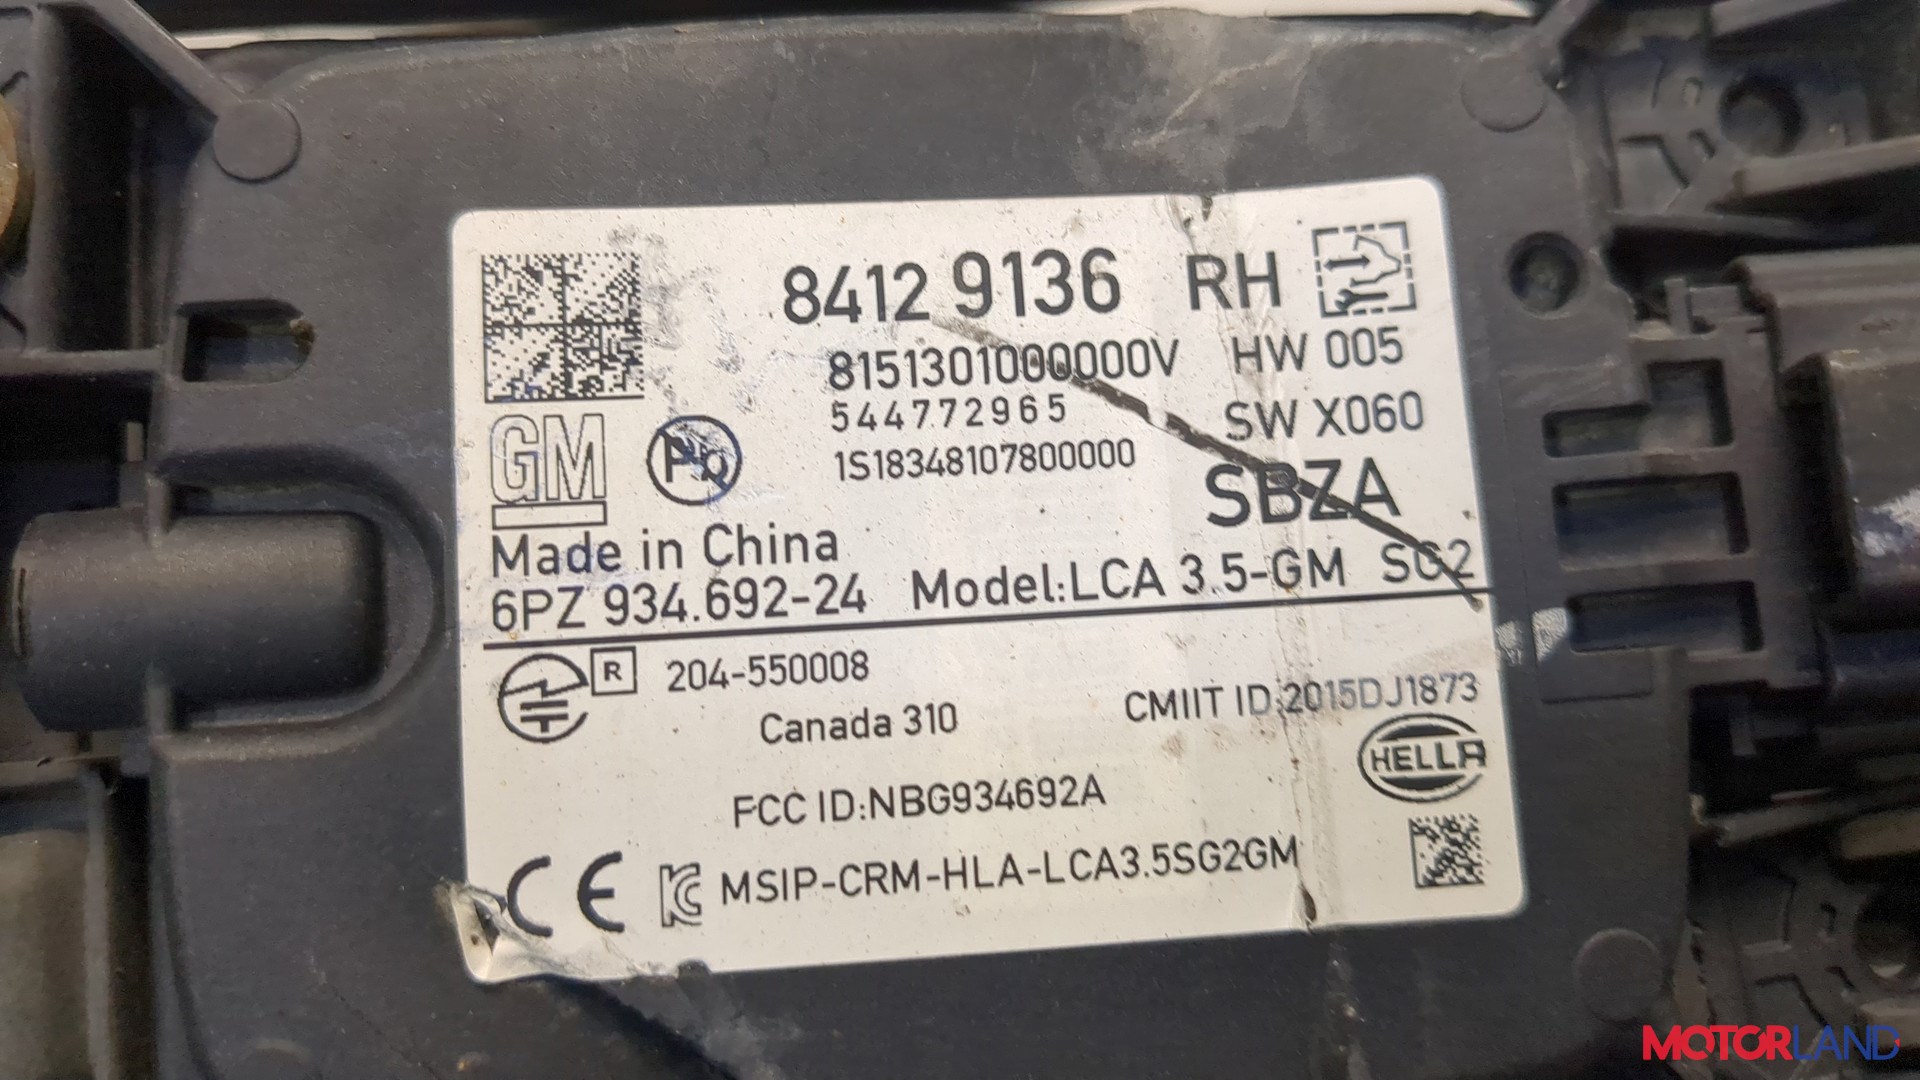 84129136 RH
8151301000000V HW 005
544772965 SW X060
GM Pb 1S18348107800000
SBZA
Made in China
6PZ 934.692-24 Model:LCA 3.5-GM SG2
R 204-550008
Canada 310 CMIIT ID:2015DJ1873
HELLA
FCC ID:NBG934692A
CE MSIP-CRM-HLA-LCA3.5SG2GM
MOTORLAND